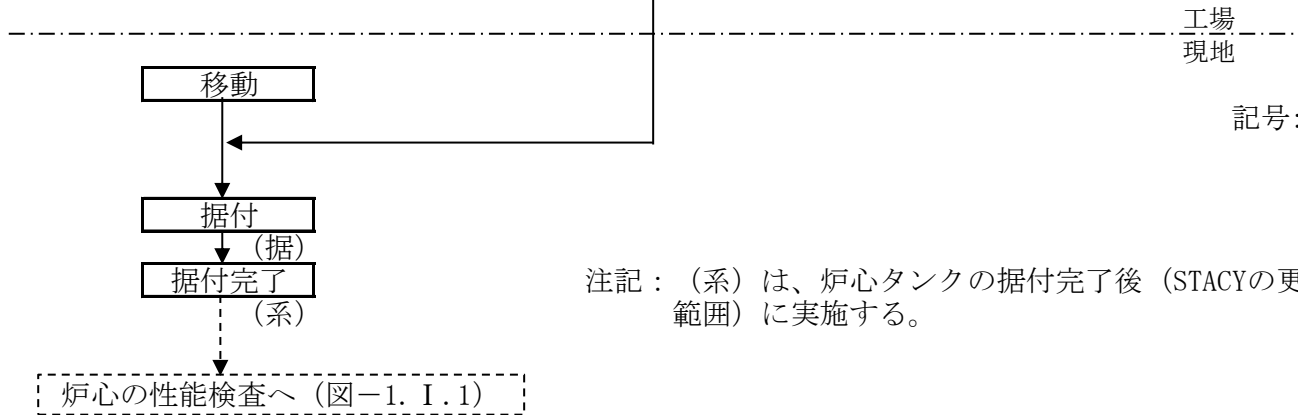 工場
現地
移動
記号:
据付
(据)
据付完了
(系)
注記：(系)は、炉心タンクの据付完了後（STACYの更
範囲）に実施する。
炉心の性能検査へ（図－1.Ⅰ.1）